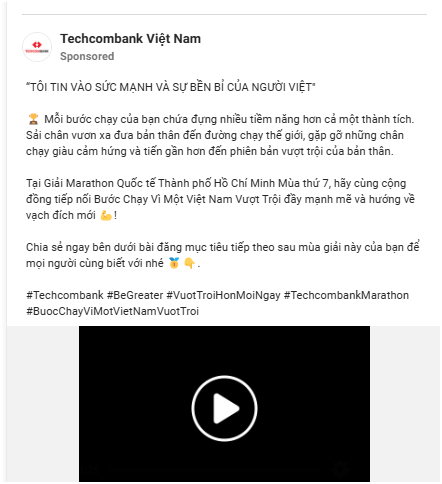 Techcombank Việt Nam
Sponsored
"TÔI TIN VÀO SỨC MẠNH VÀ SỰ BỀN BỈ CỦA NGƯỜI VIỆT"
🏆 Mỗi bước chạy của bạn chứa đựng nhiều tiềm năng hơn cả một thành tích.
Sải chân vươn xa đưa bản thân đến đường chạy thế giới, gặp gỡ những chân
chạy giàu cảm hứng và tiến gần hơn đến phiên bản vượt trội của bản thân.
Tại Giải Marathon Quốc tế Thành phố Hồ Chí Minh Mùa thứ 7, hãy cùng cộng
đồng tiếp nối Bước Chạy Vì Một Việt Nam Vượt Trội đầy mạnh mẽ và hướng về
vạch đích mới 💪!
Chia sẻ ngay bên dưới bài đăng mục tiêu tiếp theo sau mùa giải này của bạn để
mọi người cùng biết với nhé 🏅👇.
#Techcombank #BeGreater #VuotTroiHonMoiNgay #TechcombankMarathon
#BuocChayViMotVietNamVuotTroi